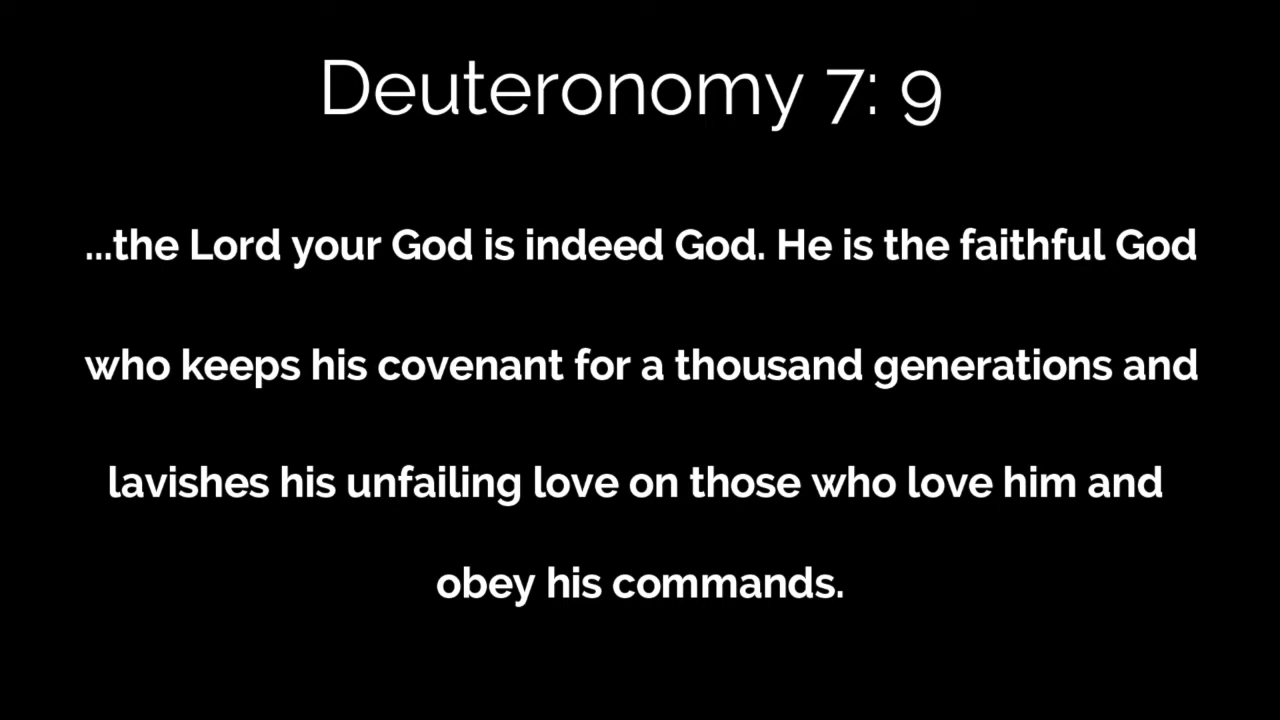 Deuteronomy 7: 9
...the Lord your God is indeed God. He is the faithful God
who keeps his covenant for a thousand generations and
lavishes his unfailing love on those who love him and
obey his commands.